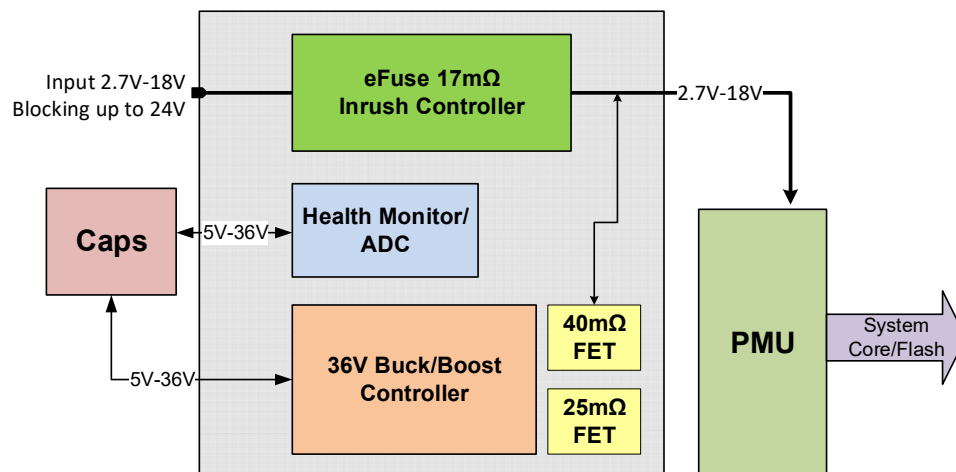 eFuse 17mΩ
Inrush Controller
Input 2.7V-18V
Blocking up to 24V
2.7V-18V
Caps
5V-36V
Health Monitor/
ADC
40mΩ
FET
36V Buck/Boost
Controller
5V-36V
25mΩ
FET
PMU
System
Core/Flash